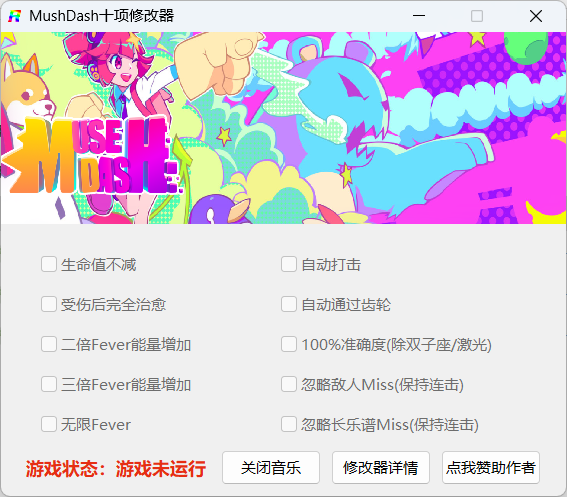 MushDash十项修改器
MUSE
DASH
生命值不减
自动打击
受伤后完全治愈
自动通过齿轮
二倍Fever能量增加
100%准确度(除双子座/激光)
三倍Fever能量增加
忽略敌人Miss(保持连击)
无限Fever
忽略长乐谱Miss(保持连击)
游戏状态：游戏未运行
关闭音乐
修改器详情
点我赞助作者